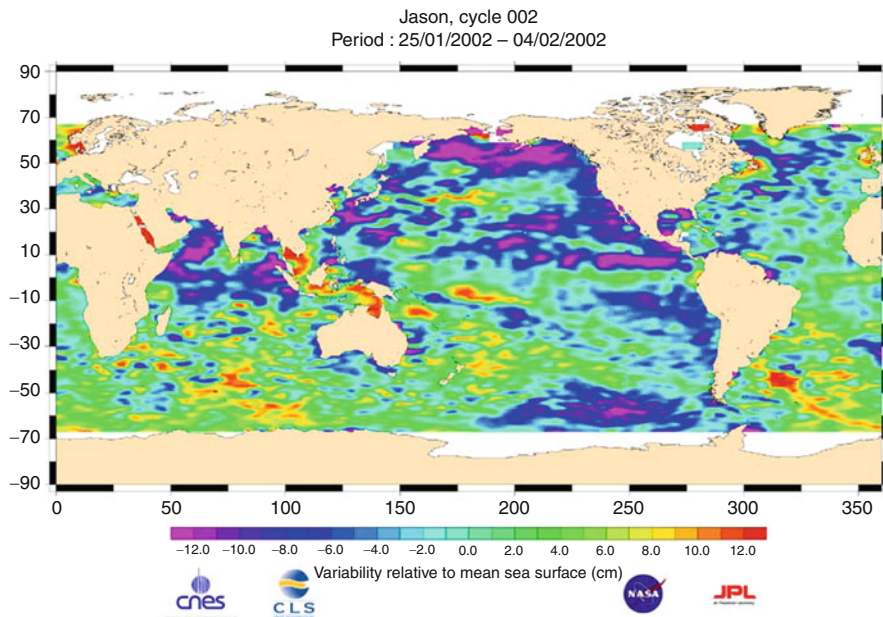 Jason, cycle 002
Period : 25/01/2002 – 04/02/2002
90
70
50
30
10
−10
−30
−50
−70
−90
0 50 100 150 200 250 300 350
−12.0 −10.0 −8.0 −6.0 −4.0 −2.0 0.0 2.0 4.0 6.0 8.0 10.0 12.0
Variability relative to mean sea surface (cm)
cnes
CLS
NASA
JPL